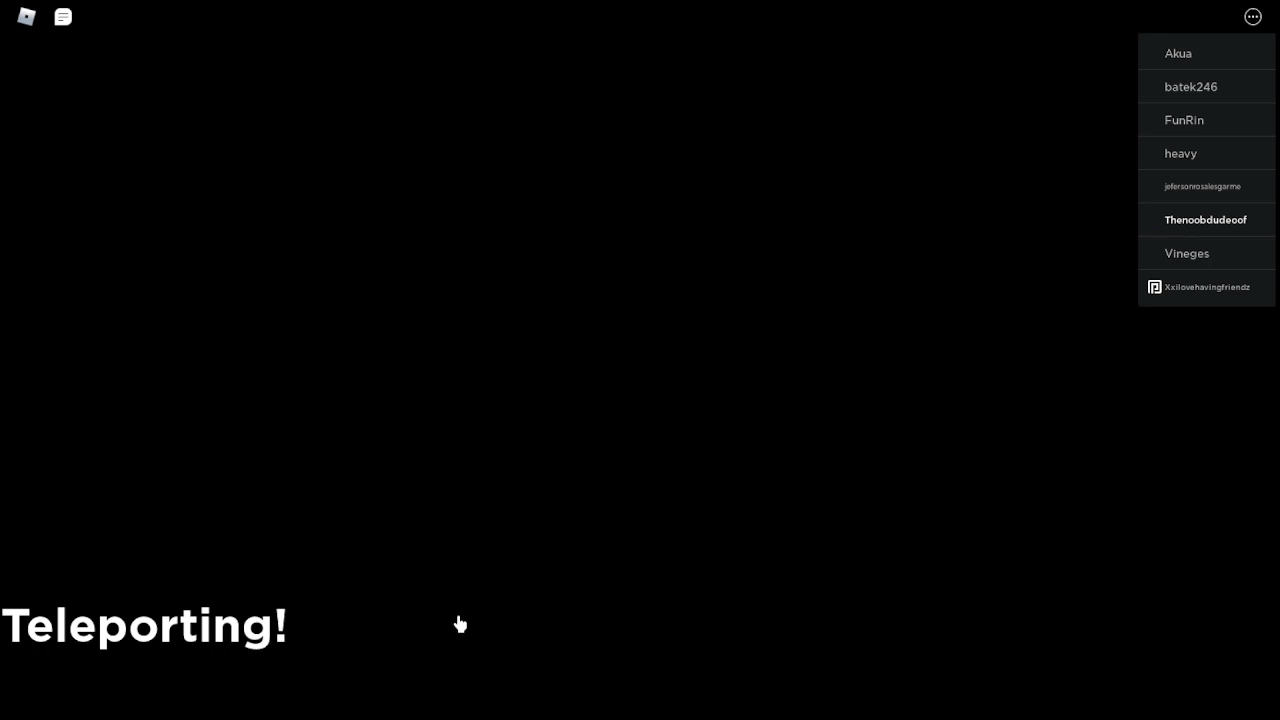 Akua
batek246
FunRin
heavy
jefersonrosalesgarme
Thenoobdudeoof
Vineges
Xxilovehavingfriendz
Teleporting!